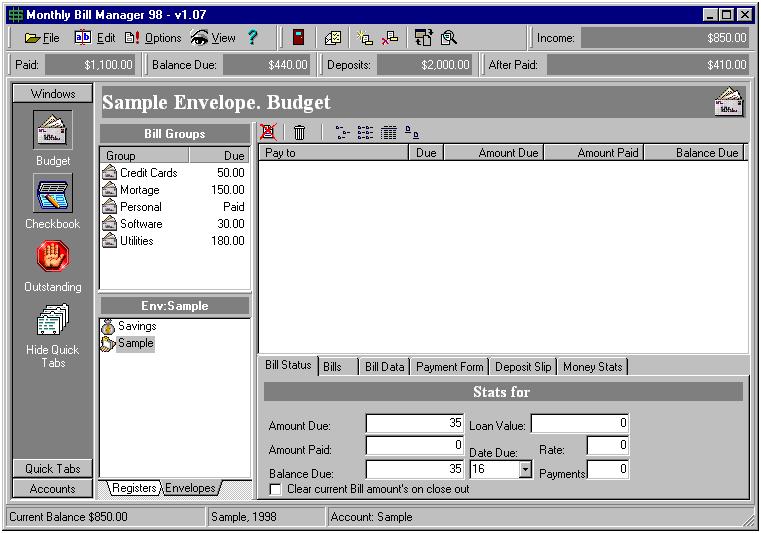 Monthly Bill Manager 98 - v1.07
File Edit Options View ? Income: $850.00
Paid: $1,100.00 Balance Due: $440.00 Deposits: $2,000.00 After Paid: $410.00
Windows
Budget
Checkbook
Outstanding
Hide Quick
Tabs
Quick Tabs
Accounts
Sample Envelope. Budget
Bill Groups
Group Due
Credit Cards 50.00
Mortage 150.00
Personal Paid
Software 30.00
Utilities 180.00
Env:Sample
Savings
Sample
Registers Envelopes
Pay to Due Amount Due Amount Paid Balance Due
Bill Status Bills Bill Data Payment Form Deposit Slip Money Stats
Stats for
Amount Due: 35 Loan Value: 0
Amount Paid: 0 Date Due: Rate: 0
Balance Due: 35 16 Payments 0
Clear current Bill amount's on close out
Current Balance $850.00 Sample, 1998 Account: Sample